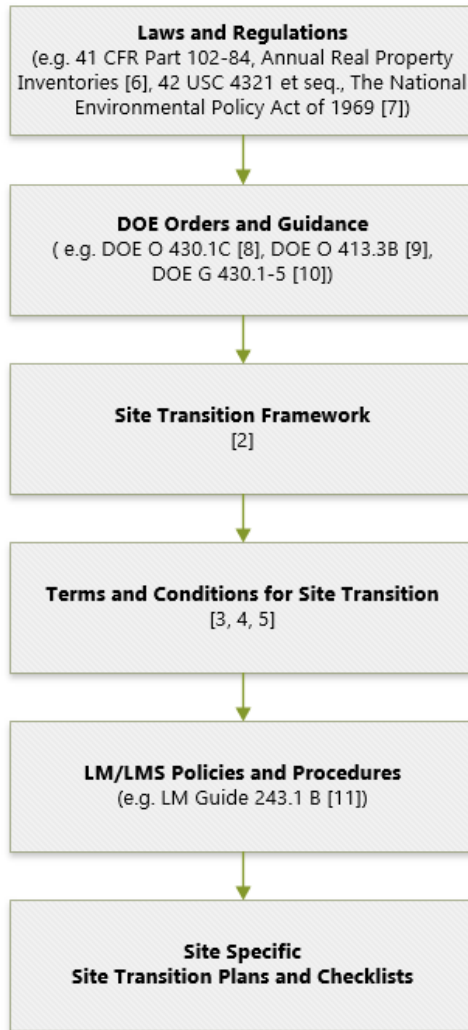 Laws and Regulations
(e.g. 41 CFR Part 102-84, Annual Real Property
Inventories [6], 42 USC 4321 et seq., The National
Environmental Policy Act of 1969 [7])
DOE Orders and Guidance
( e.g. DOE O 430.1C [8], DOE O 413.3B [9],
DOE G 430.1-5 [10])
Site Transition Framework
[2]
Terms and Conditions for Site Transition
[3, 4, 5]
LM/LMS Policies and Procedures
(e.g. LM Guide 243.1 B [11])
Site Specific
Site Transition Plans and Checklists